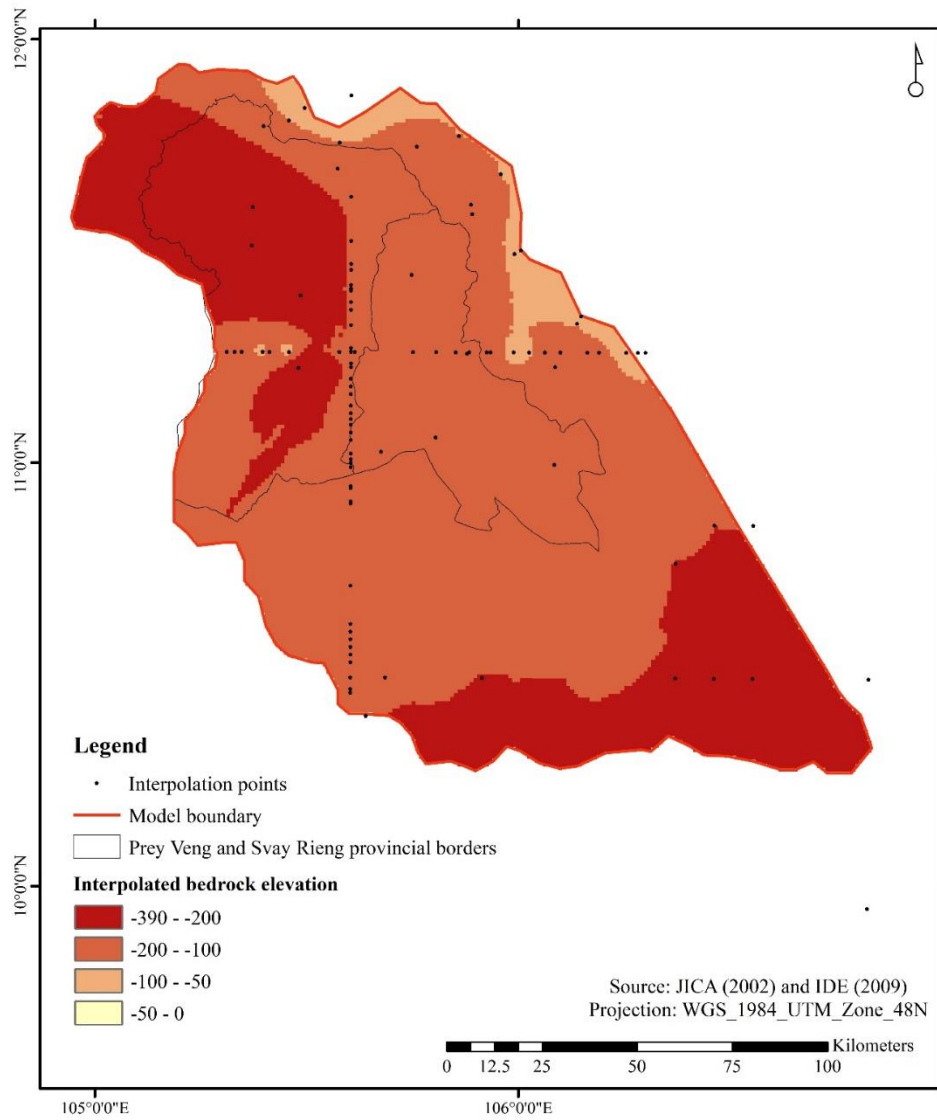 12°0'0"N
11°0'0"N
10°0'0"N
Legend
Interpolation points
Model boundary
Prey Veng and Svay Rieng provincial borders
Interpolated bedrock elevation
-390 - -200
-200 - -100
-100 - -50
-50 - 0
Source: JICA (2002) and IDE (2009)
Projection: WGS_1984_UTM_Zone_48N
Kilometers
0 12.5 25 50 75 100
105°0'0"E 106°0'0"E